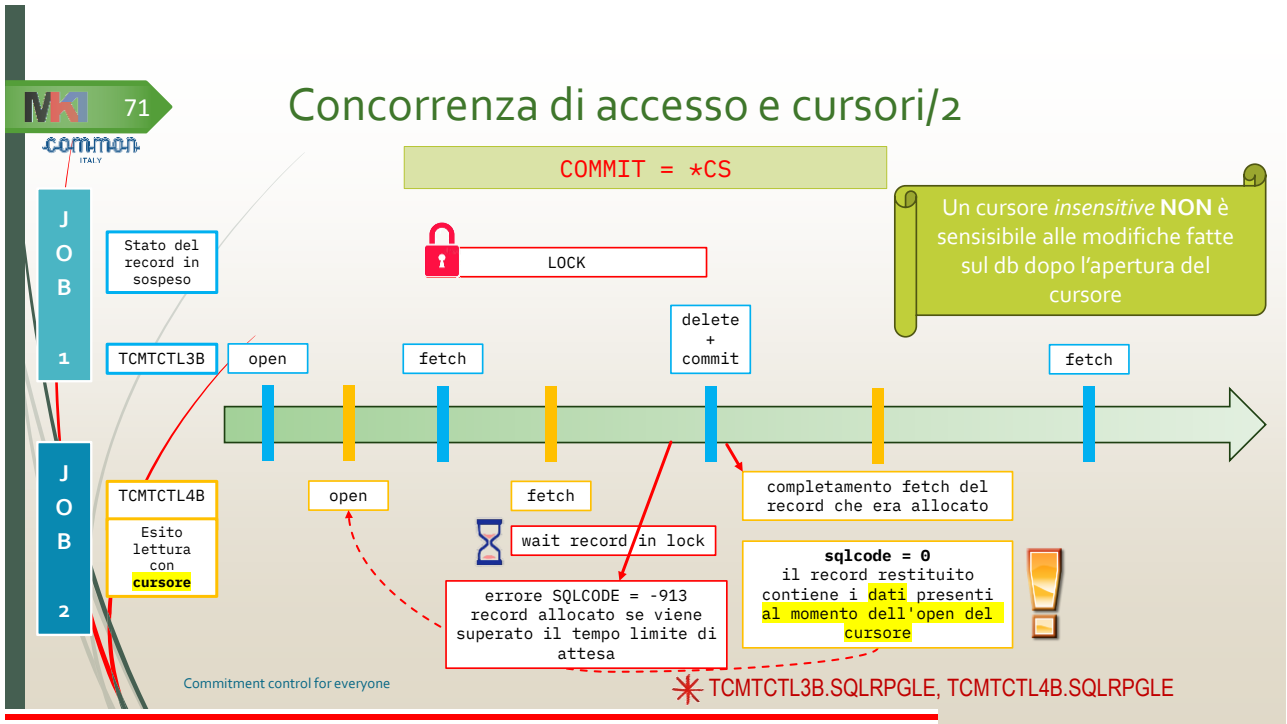 MK1
71
common
ITALY
Concorrenza di accesso e cursori/2
COMMIT = *CS
Un cursore insensitive NON è
sensisibile alle modifiche fatte
sul db dopo l'apertura del
cursore
J
O
B
1
Stato del
record in
sospeso
LOCK
delete
+
commit
TCMTCTL3B
open
fetch
fetch
J
O
B
2
TCMTCTL4B
open
fetch
completamento fetch del
record che era allocato
Esito
lettura
con
cursore
wait record in lock
sqlcode = 0
il record restituito
contiene i dati presenti
al momento dell'open del
cursore
errore SQLCODE = -913
record allocato se viene
superato il tempo limite di
attesa
Commitment control for everyone
TCMTCTL3B.SQLRPGLE, TCMTCTL4B.SQLRPGLE